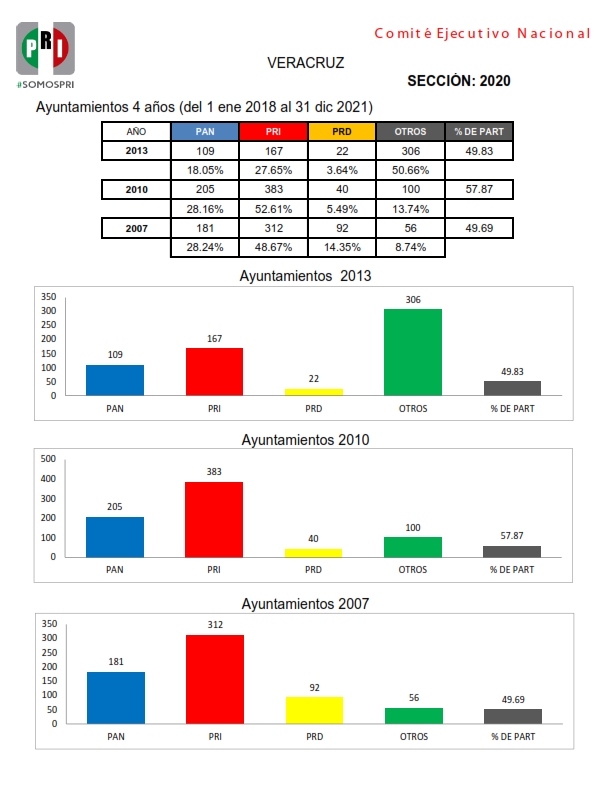 Comité Ejecutivo Nacional
PRI
#SOMOSPRI
VERACRUZ
SECCIÓN: 2020
Ayuntamientos 4 años (del 1 ene 2018 al 31 dic 2021)
AÑO PAN PRI PRD OTROS % DE PART
2013 109 167 22 306 49.83
18.05% 27.65% 3.64% 50.66%
2010 205 383 40 100 57.87
28.16% 52.61% 5.49% 13.74%
2007 181 312 92 56 49.69
28.24% 48.67% 14.35% 8.74%
Ayuntamientos 2013
350
300
250
200
150
100
50
0
109 167 22 306 49.83
PAN PRI PRD OTROS % DE PART
Ayuntamientos 2010
500
400
300
200
100
0
205 383 40 100 57.87
PAN PRI PRD OTROS % DE PART
Ayuntamientos 2007
350
300
250
200
150
100
50
0
181 312 92 56 49.69
PAN PRI PRD OTROS % DE PART